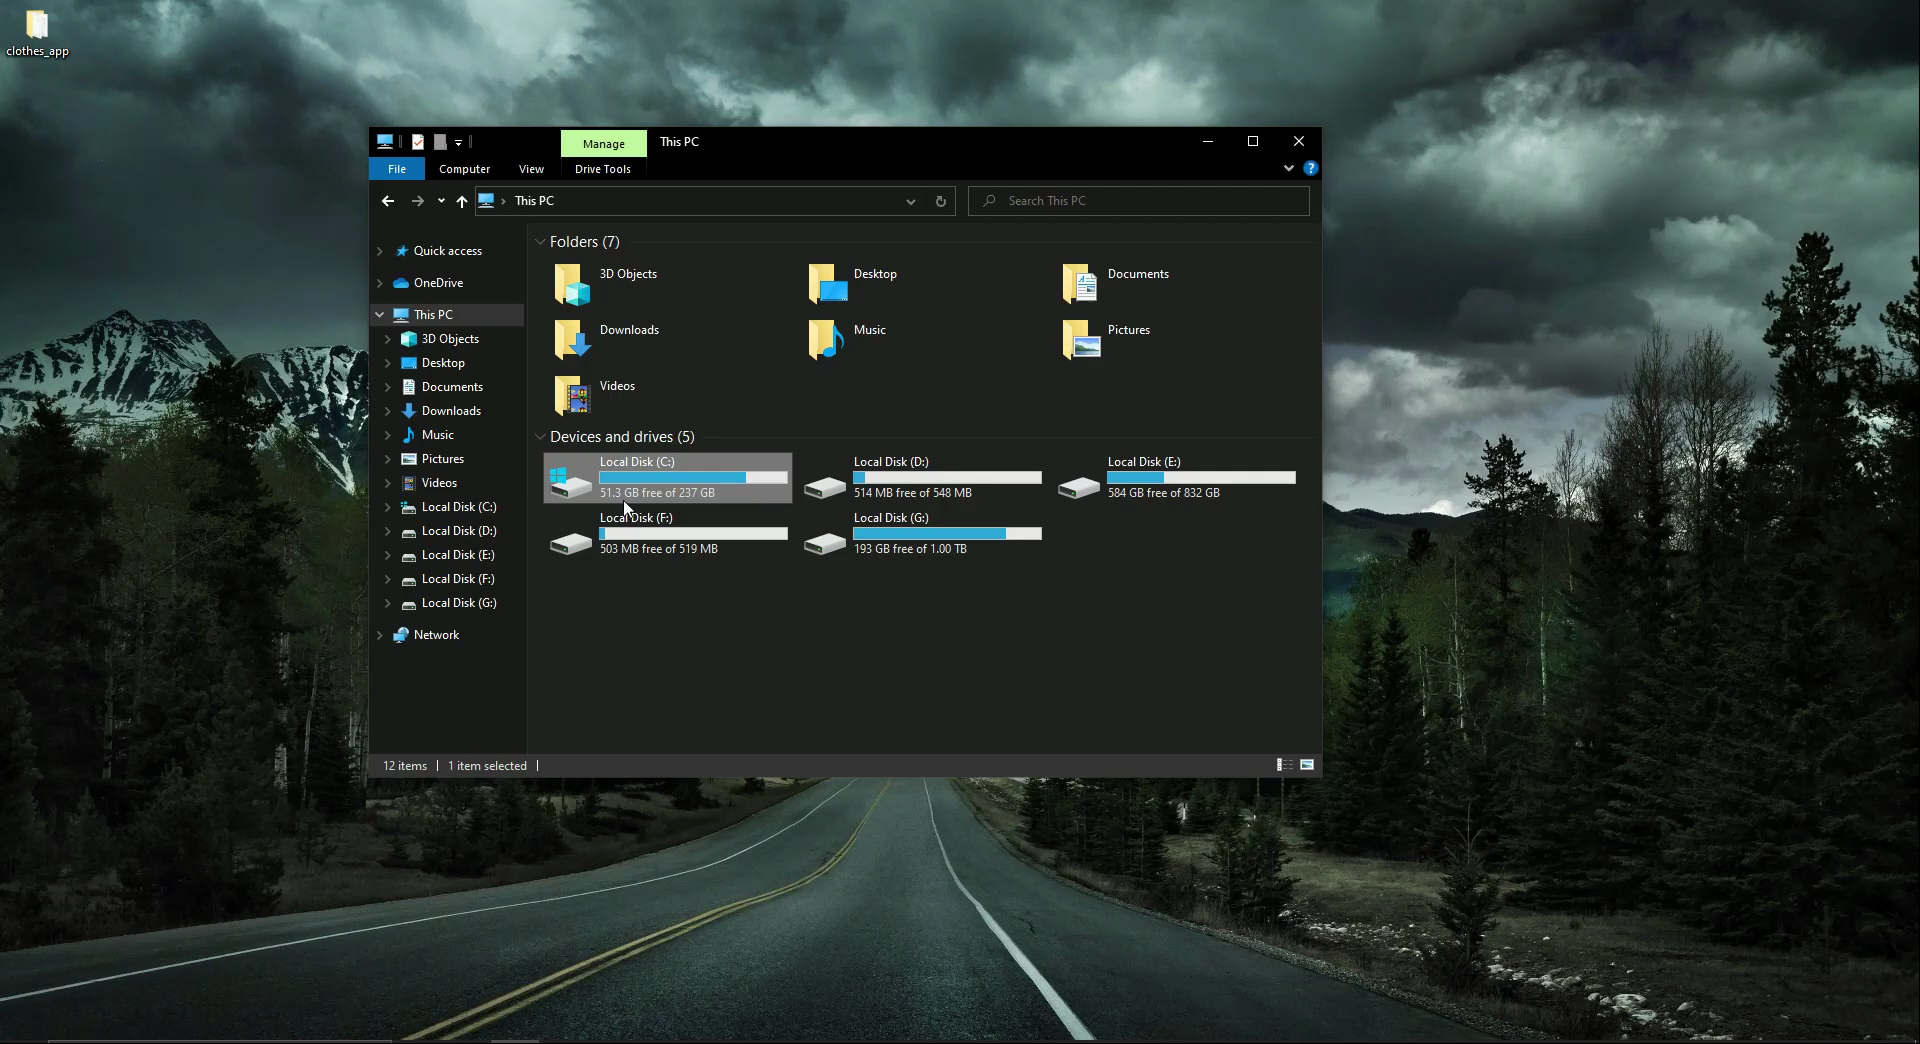 clothes_app
Manage
This PC
File
Computer
View
Drive Tools
This PC
Search This PC
Quick access
OneDrive
This PC
3D Objects
Desktop
Documents
Downloads
Music
Pictures
Videos
Local Disk (C:)
Local Disk (D:)
Local Disk (E:)
Local Disk (F:)
Local Disk (G:)
Network
Folders (7)
3D Objects
Desktop
Documents
Downloads
Music
Pictures
Videos
Devices and drives (5)
Local Disk (C:)
51.3 GB free of 237 GB
Local Disk (D:)
514 MB free of 548 MB
Local Disk (E:)
584 GB free of 832 GB
Local Disk (F:)
503 MB free of 519 MB
Local Disk (G:)
193 GB free of 1.00 TB
12 items
1 item selected